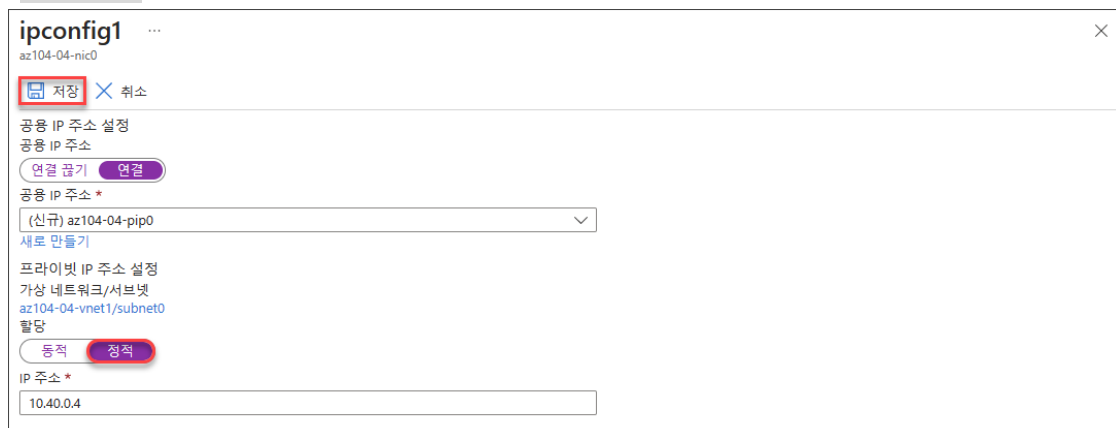 ipconfig1 ...
az104-04-nic0
저장 취소
공용 IP 주소 설정
공용 IP 주소
연결 끊기 연결
공용 IP 주소 *
(신규) az104-04-pip0
새로 만들기
프라이빗 IP 주소 설정
가상 네트워크/서브넷
az104-04-vnet1/subnet0
할당
동적 정적
IP 주소 *
10.40.0.4